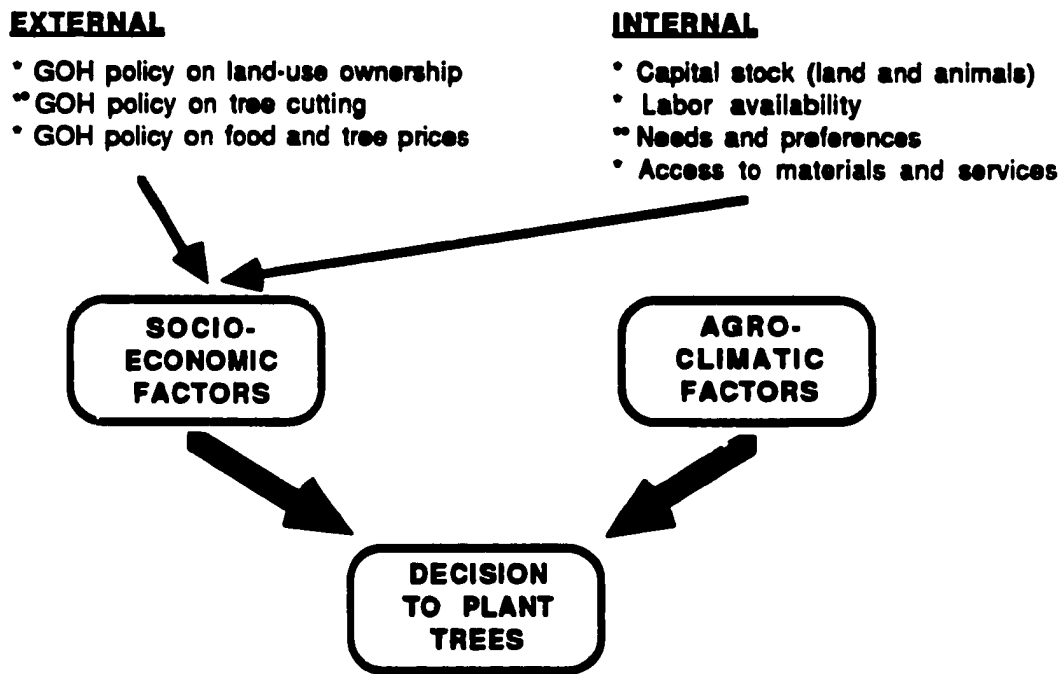 EXTERNAL
* GOH policy on land-use ownership
** GOH policy on tree cutting
* GOH policy on food and tree prices
INTERNAL
* Capital stock (land and animals)
* Labor availability
** Needs and preferences
* Access to materials and services
SOCIO-
ECONOMIC
FACTORS
AGRO-
CLIMATIC
FACTORS
DECISION
TO PLANT
TREES